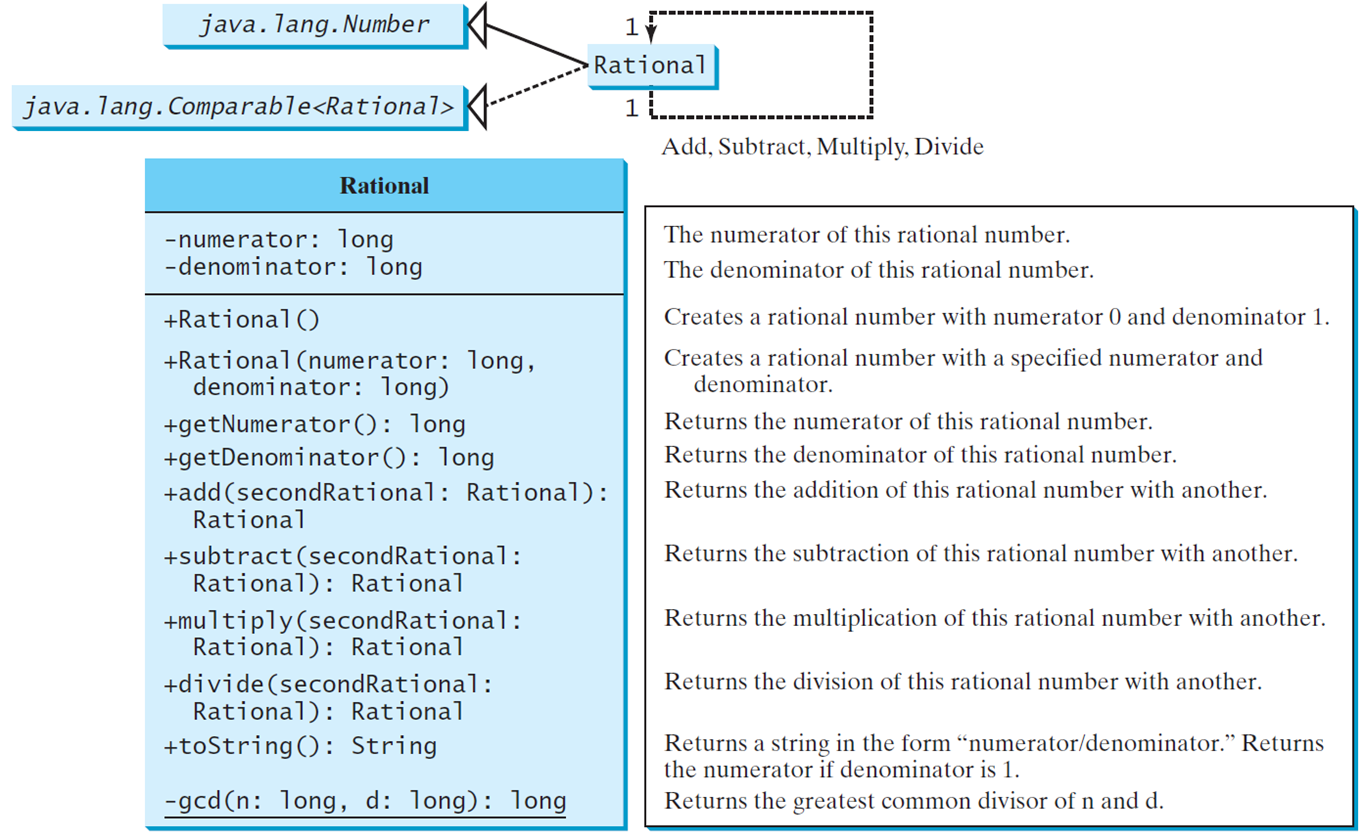 java.lang.Number
1
Rational
java.lang.Comparable<Rational>
1
Add, Subtract, Multiply, Divide
Rational
-numerator: long
The numerator of this rational number.
-denominator: long
The denominator of this rational number.
+Rational()
Creates a rational number with numerator 0 and denominator 1.
+Rational(numerator: long,
denominator: long)
Creates a rational number with a specified numerator and
denominator.
+getNumerator(): long
Returns the numerator of this rational number.
+getDenominator(): long
Returns the denominator of this rational number.
+add(secondRational: Rational):
Rational
Returns the addition of this rational number with another.
+subtract(secondRational:
Rational): Rational
Returns the subtraction of this rational number with another.
+multiply(secondRational:
Rational): Rational
Returns the multiplication of this rational number with another.
+divide(secondRational:
Rational): Rational
Returns the division of this rational number with another.
+toString(): String
Returns a string in the form “numerator/denominator.” Returns
the numerator if denominator is 1.
-gcd(n: long, d: long): long
Returns the greatest common divisor of n and d.